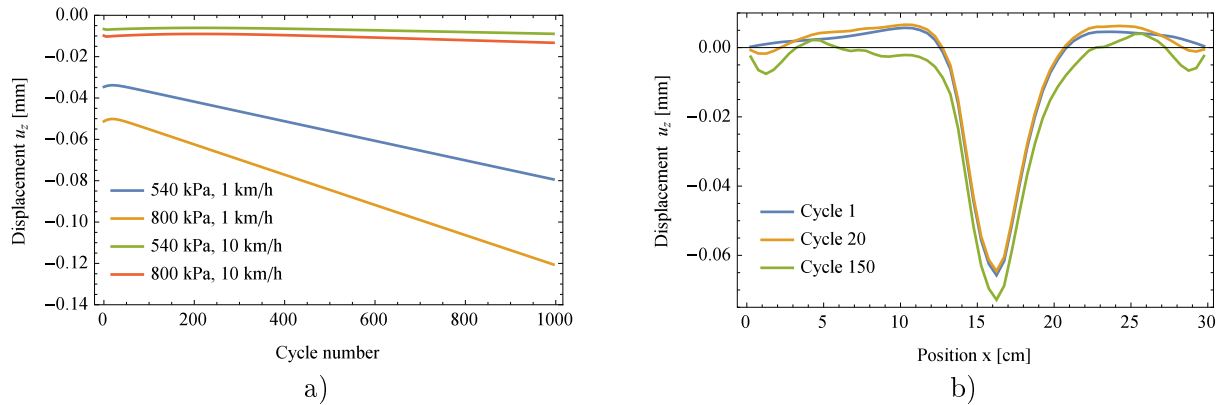 0.00
−0.02
−0.04
−0.06
−0.08
−0.10
−0.12
−0.14
Displacement u_z [mm]
540 kPa, 1 km/h
800 kPa, 1 km/h
540 kPa, 10 km/h
800 kPa, 10 km/h
0 200 400 600 800 1000
Cycle number
a)
0.00
−0.02
−0.04
−0.06
Displacement u_z [mm]
Cycle 1
Cycle 20
Cycle 150
0 5 10 15 20 25 30
Position x [cm]
b)